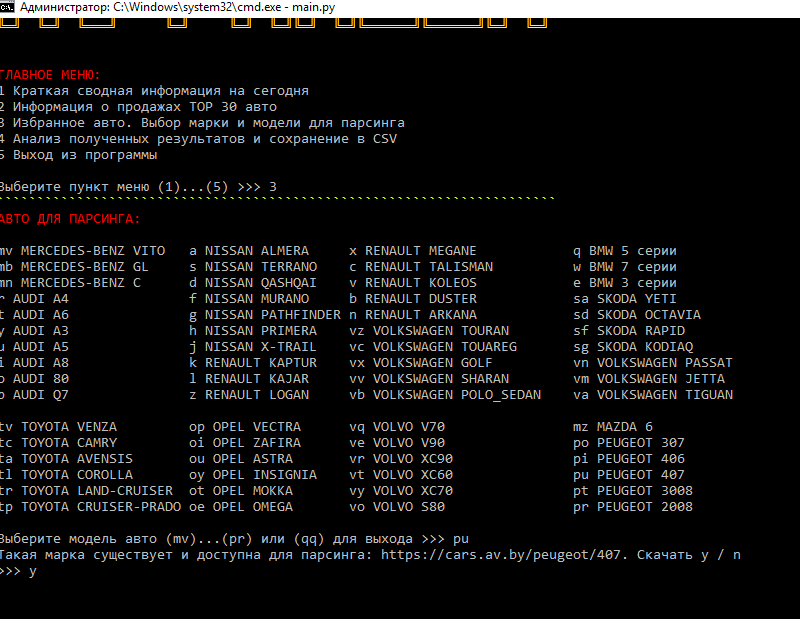 Администратор: C:\Windows\system32\cmd.exe - main.py
ГЛАВНОЕ МЕНЮ:
1 Краткая сводная информация на сегодня
2 Информация о продажах TOP 30 авто
3 Избранное авто. Выбор марки и модели для парсинга
4 Анализ полученных результатов и сохранение в CSV
5 Выход из программы
Выберите пункт меню (1)...(5) >>> 3
АВТО ДЛЯ ПАРСИНГА:
mv MERCEDES-BENZ VITO a NISSAN ALMERA x RENAULT MEGANE q BMW 5 серии
mb MERCEDES-BENZ GL s NISSAN TERRANO c RENAULT TALISMAN w BMW 7 серии
mn MERCEDES-BENZ C d NISSAN QASHQAI v RENAULT KOLEOS e BMW 3 серии
r AUDI A4 f NISSAN MURANO b RENAULT DUSTER sa SKODA YETI
t AUDI A6 g NISSAN PATHFINDER n RENAULT ARKANA sd SKODA OCTAVIA
y AUDI A3 h NISSAN PRIMERA vz VOLKSWAGEN TOURAN sf SKODA RAPID
u AUDI A5 j NISSAN X-TRAIL vc VOLKSWAGEN TOUAREG sg SKODA KODIAQ
i AUDI A8 k RENAULT KAPTUR vx VOLKSWAGEN GOLF vn VOLKSWAGEN PASSAT
o AUDI 80 l RENAULT KAJAR vv VOLKSWAGEN SHARAN vm VOLKSWAGEN JETTA
p AUDI Q7 z RENAULT LOGAN vb VOLKSWAGEN POLO_SEDAN va VOLKSWAGEN TIGUAN
tv TOYOTA VENZA op OPEL VECTRA vq VOLVO V70 mz MAZDA 6
tc TOYOTA CAMRY oi OPEL ZAFIRA ve VOLVO V90 po PEUGEOT 307
ta TOYOTA AVENSIS ou OPEL ASTRA vr VOLVO XC90 pi PEUGEOT 406
tl TOYOTA COROLLA oy OPEL INSIGNIA vt VOLVO XC60 pu PEUGEOT 407
tr TOYOTA LAND-CRUISER ot OPEL MOKKA vy VOLVO XC70 pt PEUGEOT 3008
tp TOYOTA CRUISER-PRADO oe OPEL OMEGA vo VOLVO S80 pr PEUGEOT 2008
Выберите модель авто (mv)...(pr) или (qq) для выхода >>> pu
Такая марка существует и доступна для парсинга: https://cars.av.by/peugeot/407. Скачать y / n
>>> y